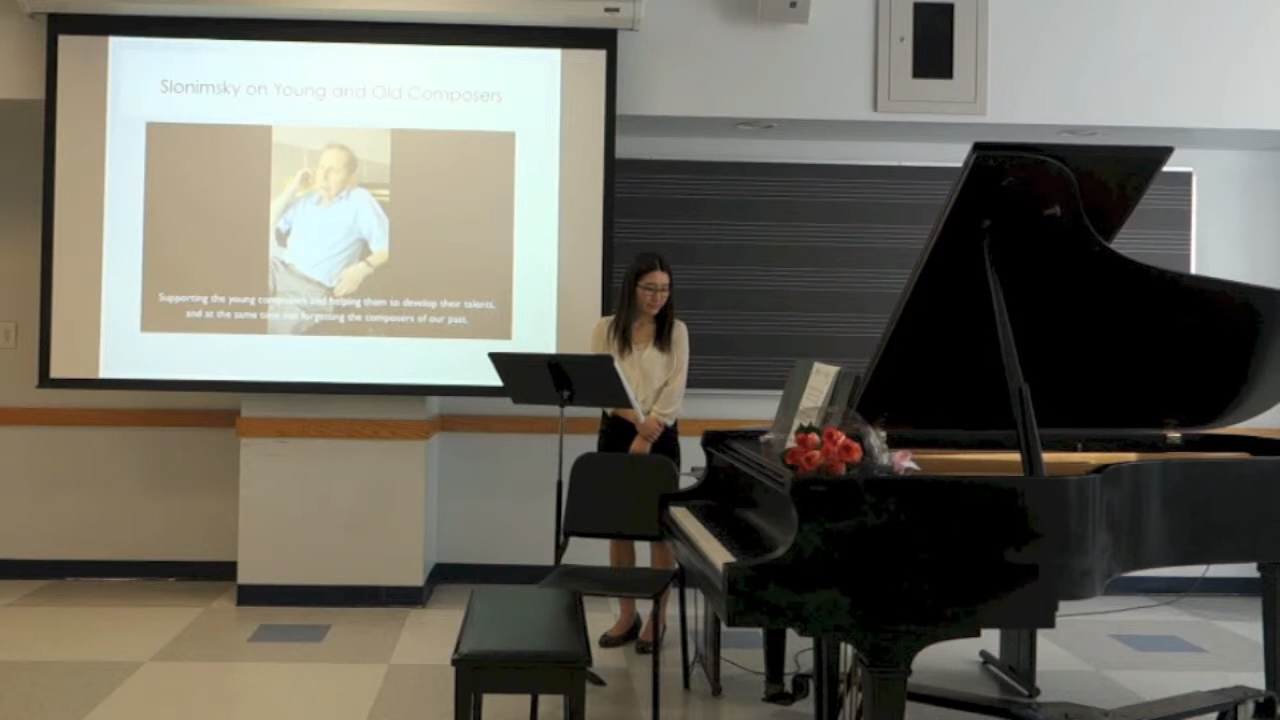 Slonimsky on Young and Old Composers
Supporting the young composers and helping them to develop their talents,
and at the same time not forgetting the composers of our past.